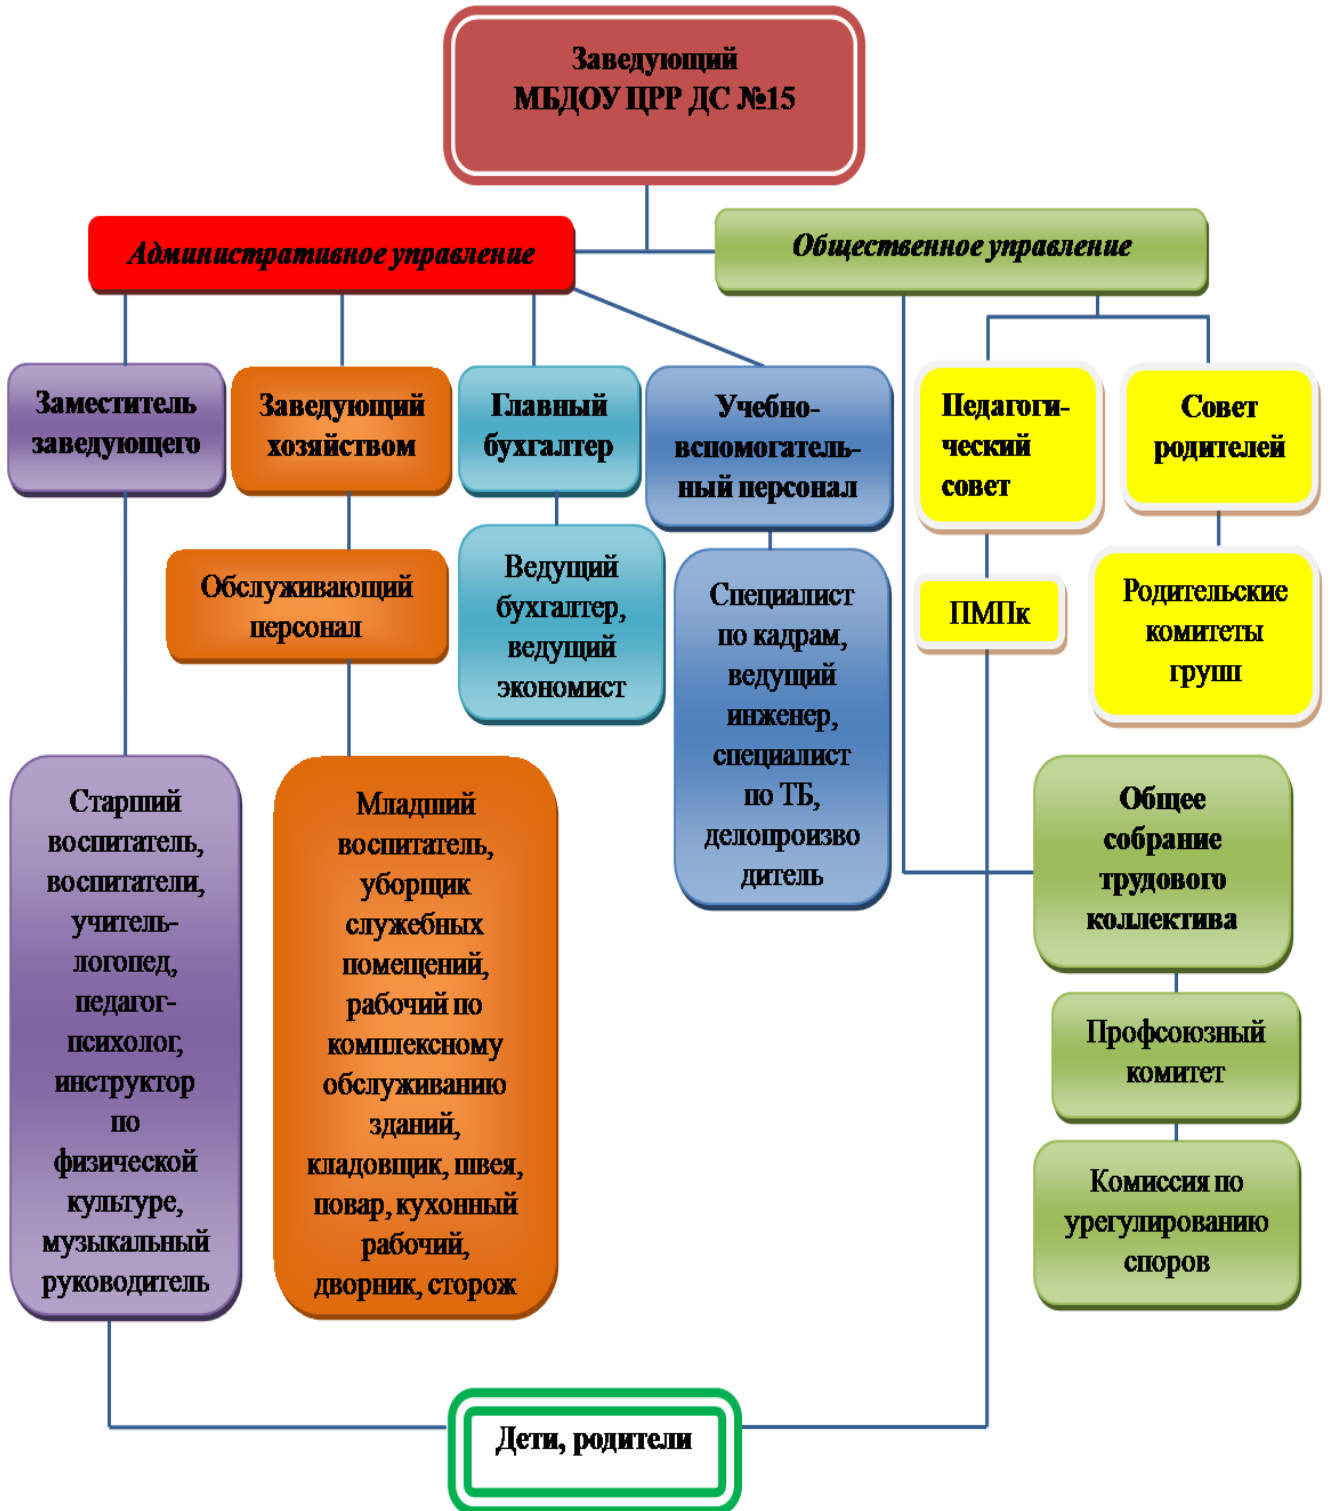 Заведующий
МБДОУ ЦРР ДС №15
Административное управление
Общественное управление
Заместитель
заведующего
Заведующий
хозяйством
Главный
бухгалтер
Учебно-
вспомогатель-
ный персонал
Педагоги-
ческий
совет
Совет
родителей
Обслуживающий
персонал
Ведущий
бухгалтер,
ведущий
экономист
Специалист
по кадрам,
ведущий
инженер,
специалист
по ТБ,
делопроизво
дитель
ПМПк
Родительские
комитеты
групп
Старший
воспитатель,
воспитатели,
учитель-
логопед,
педагог-
психолог,
инструктор
по
физической
культуре,
музыкальный
руководитель
Младший
воспитатель,
уборщик
служебных
помещений,
рабочий по
комплексному
обслуживанию
зданий,
кладовщик, швея,
повар, кухонный
рабочий,
дворник, сторож
Общее
собрание
трудового
коллектива
Профсоюзный
комитет
Комиссия по
урегулированию
споров
Дети, родители